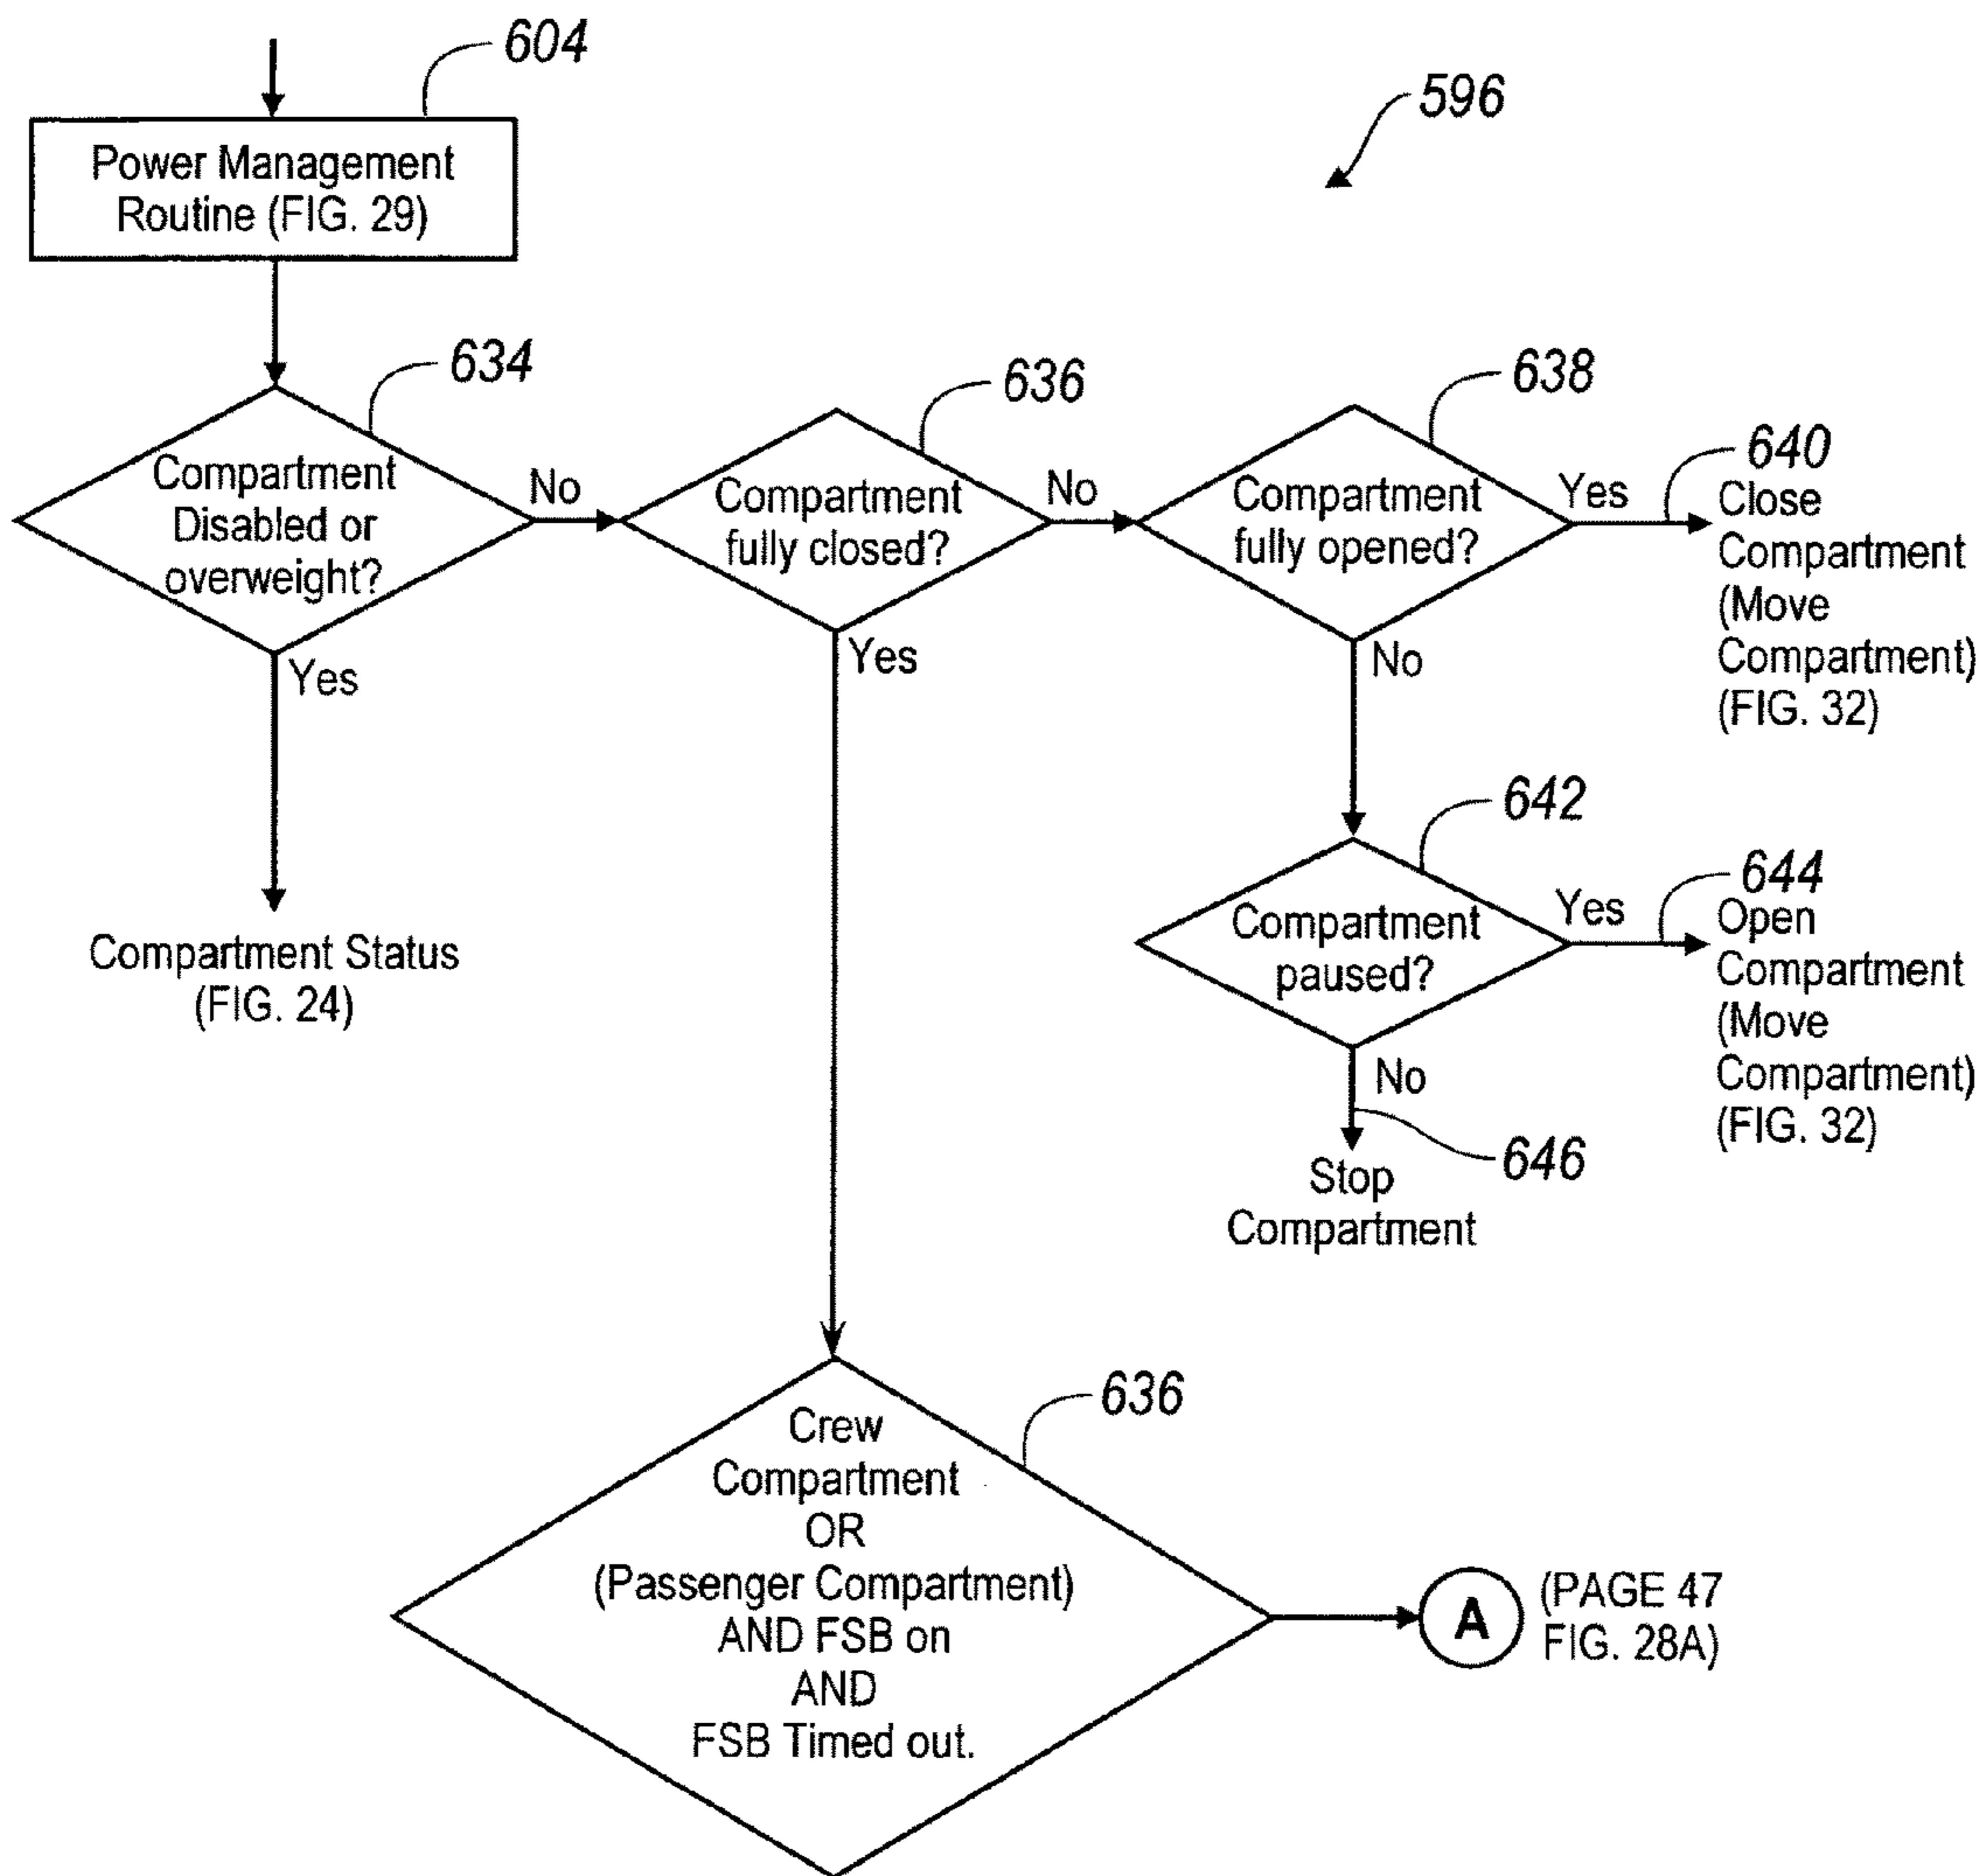 604
596
Power Management
Routine (FIG. 29)
634
636
638
640
Compartment
Disabled or
overweight?
No
Compartment
fully closed?
No
Compartment
fully opened?
Yes
Close
Compartment
(Move
Compartment)
(FIG. 32)
Yes
Yes
No
642
644
Compartment Status
(FIG. 24)
Compartment
paused?
Yes
Open
Compartment
(Move
Compartment)
(FIG. 32)
No
646
Stop
Compartment
636
Crew
Compartment
OR
(Passenger Compartment)
AND FSB on
AND
FSB Timed out.
A
(PAGE 47
FIG. 28A)